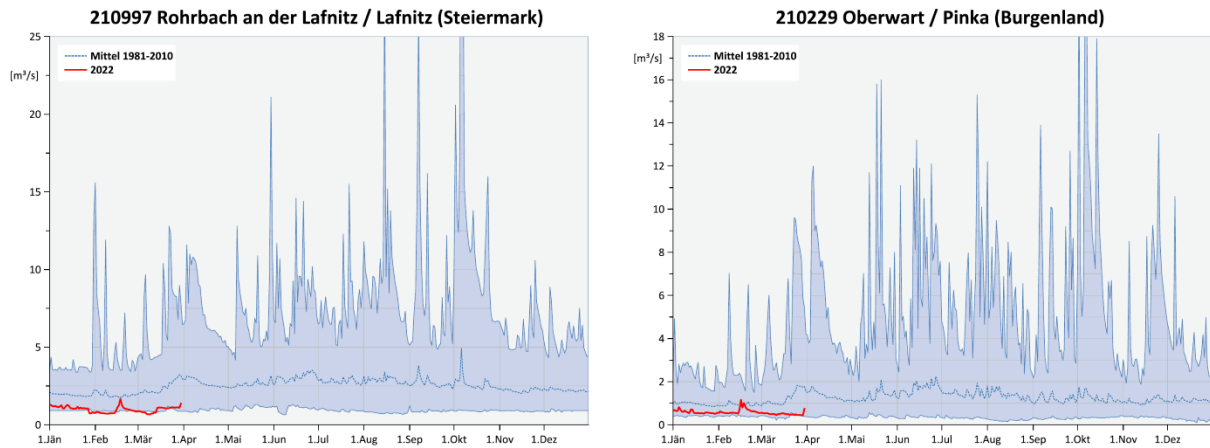 210997 Rohrbach an der Lafnitz / Lafnitz (Steiermark)
25
[m³/s]
20
15
10
5
0
Mittel 1981-2010
2022
1.Jän 1.Feb 1.Mär 1.Apr 1.Mai 1.Jun 1.Jul 1.Aug 1.Sep 1.Okt 1.Nov 1.Dez
210229 Oberwart / Pinka (Burgenland)
18
[m³/s]
16
14
12
10
8
6
4
2
0
Mittel 1981-2010
2022
1.Jän 1.Feb 1.Mär 1.Apr 1.Mai 1.Jun 1.Jul 1.Aug 1.Sep 1.Okt 1.Nov 1.Dez